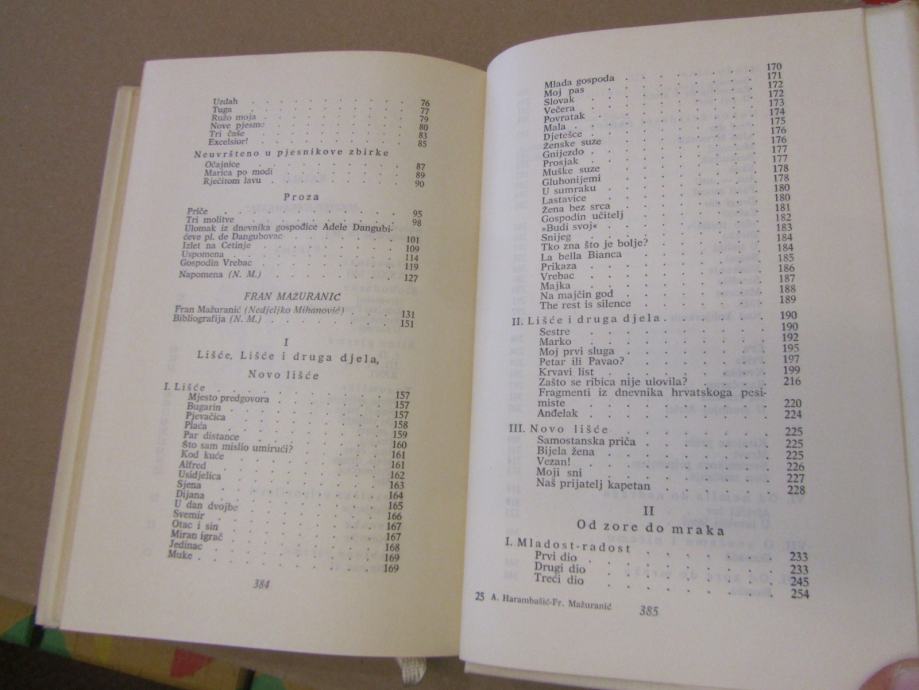 Uzdah . . . . . . . . . . 76
Tuga . . . . . . . . . . 77
Ružo moja . . . . . . . . . 79
Nove pjesme . . . . . . . . . 80
Tri čaše . . . . . . . . . 83
Excelsior! . . . . . . . . . 85
Neuvršteno u pjesnikove zbirke
Očajnice . . . . . . . . . 87
Marica po modi . . . . . . . . 89
Rječitom lavu . . . . . . . . 90
Proza
Priče . . . . . . . . . . 95
Tri molitve . . . . . . . . . 98
Ulomak iz dnevnika gospođice Adele Dangubi-
ćeve pl. de Dangubovac . . . . . . 101
Izlet na Cetinje . . . . . . . . 109
Uspomena . . . . . . . . . 114
Gospodin Vrebac . . . . . . . . 119
Napomena (N. M.) . . . . . . . . 127
FRAN MAŽURANIĆ
Fran Mažuranić (Nedjeljko Mihanović) . . . . 131
Bibliografija (N. M.) . . . . . . . 151
I
Lišće, Lišće i druga djela,
Novo lišće
I. Lišće . . . . . . . . . . 157
Mjesto predgovora . . . . . . . 157
Bugarin . . . . . . . . . 157
Pjevačica . . . . . . . . . 158
Plaća . . . . . . . . . . 159
Par distance . . . . . . . . 160
Što sam mislio umirući? . . . . . . 161
Kod kuće . . . . . . . . . 161
Alfred . . . . . . . . . 162
Usidjelica . . . . . . . . . 163
Sjena . . . . . . . . . . 164
Dijana . . . . . . . . . 165
U dan dvojbe . . . . . . . . 166
Svemir . . . . . . . . . 167
Otac i sin . . . . . . . . . 167
Miran igrač . . . . . . . . 168
Jedinac . . . . . . . . . 169
Muke . . . . . . . . . . 169
384
Mlada gospoda . . . . . . . . 170
Moj pas . . . . . . . . . 171
Slovak . . . . . . . . . 172
Večera . . . . . . . . . 172
Povratak . . . . . . . . . 173
Mala . . . . . . . . . . 174
Djetešce . . . . . . . . . 175
Ženske suze . . . . . . . . 176
Gnijezdo . . . . . . . . . 176
Prosjak . . . . . . . . . 177
Muške suze . . . . . . . . 177
Gluhonijemi . . . . . . . . 178
U sumraku . . . . . . . . 178
Lastavice . . . . . . . . . 180
Žena bez srca . . . . . . . . 180
Gospodin učitelj . . . . . . . 181
»Budi svoj« . . . . . . . . 182
Snijeg . . . . . . . . . 183
Tko zna što je bolje? . . . . . . 184
La bella Bianca . . . . . . . 184
Prikaza . . . . . . . . . 185
Vrebac . . . . . . . . . 186
Majka . . . . . . . . . 187
Na majčin god . . . . . . . 188
The rest is silence . . . . . . . 189
II. Lišće i druga djela . . . . . . . 190
Sestre . . . . . . . . . 190
Marko . . . . . . . . . 192
Moj prvi sluga . . . . . . . 195
Petar ili Pavao? . . . . . . . 197
Krvavi list . . . . . . . . 199
Zašto se ribica nije ulovila? . . . . . 216
Fragmenti iz dnevnika hrvatskoga pesi-
miste . . . . . . . . . 220
Anđelak . . . . . . . . . 224
III. Novo lišće . . . . . . . . 225
Samostanska priča . . . . . . . 225
Bijela žena . . . . . . . . 225
Vezan! . . . . . . . . . 226
Moji sni . . . . . . . . . 227
Naš prijatelj kapetan . . . . . . 228
II
Od zore do mraka
I. Mladost-radost . . . . . . . . 233
Prvi dio . . . . . . . . . 233
Drugi dio . . . . . . . . . 245
Treći dio . . . . . . . . . 254
25 A. Harambašić-Fr. Mažuranić
385